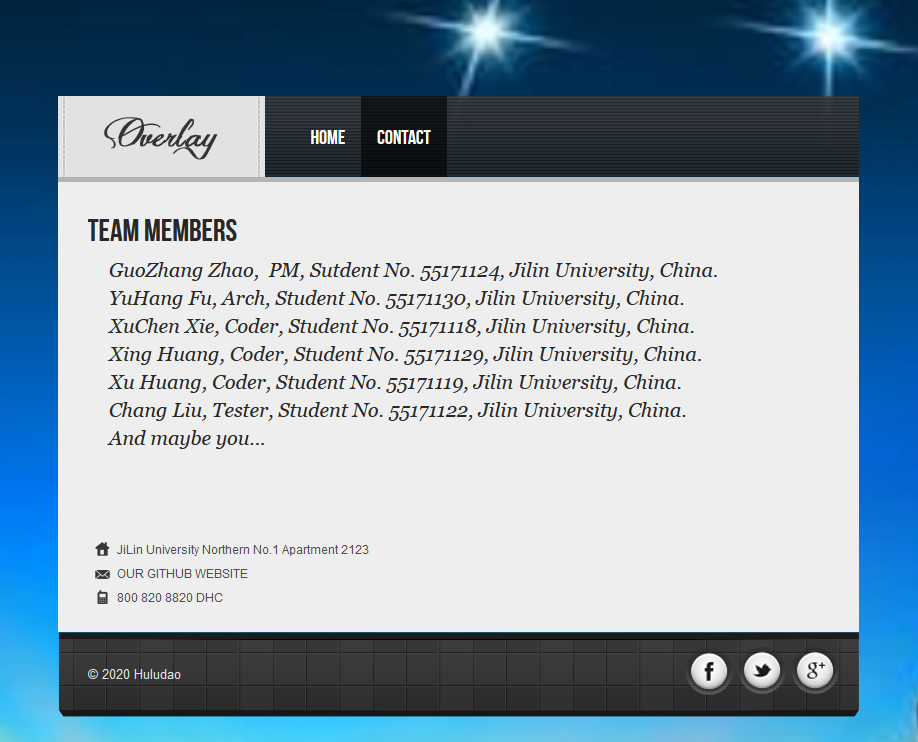 Overlay
HOME CONTACT
TEAM MEMBERS
GuoZhang Zhao,  PM, Sutdent No. 55171124, Jilin University, China.
YuHang Fu, Arch, Student No. 55171130, Jilin University, China.
XuChen Xie, Coder, Student No. 55171118, Jilin University, China.
Xing Huang, Coder, Student No. 55171129, Jilin University, China.
Xu Huang, Coder, Student No. 55171119, Jilin University, China.
Chang Liu, Tester, Student No. 55171122, Jilin University, China.
And maybe you...
JiLin University Northern No.1 Apartment 2123
OUR GITHUB WEBSITE
800 820 8820 DHC
© 2020 Huludao
f g+